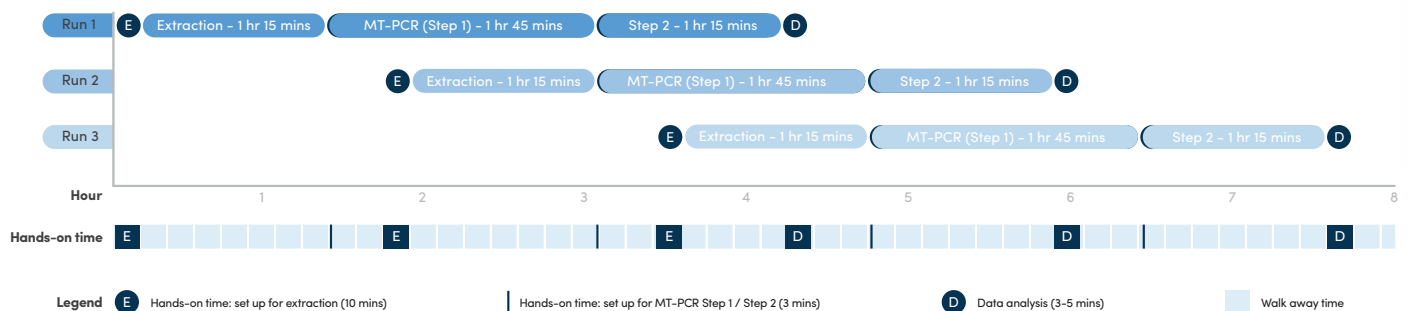 Run 1 E Extraction - 1 hr 15 mins MT-PCR (Step 1) - 1 hr 45 mins Step 2 - 1 hr 15 mins D
Run 2 E Extraction - 1 hr 15 mins MT-PCR (Step 1) - 1 hr 45 mins Step 2 - 1 hr 15 mins D
Run 3 E Extraction - 1 hr 15 mins MT-PCR (Step 1) - 1 hr 45 mins Step 2 - 1 hr 15 mins D
Hour 1 2 3 4 5 6 7 8
Hands-on time E E E D D D
Legend E Hands-on time: set up for extraction (10 mins) Hands-on time: set up for MT-PCR Step 1 / Step 2 (3 mins) D Data analysis (3-5 mins) Walk away time